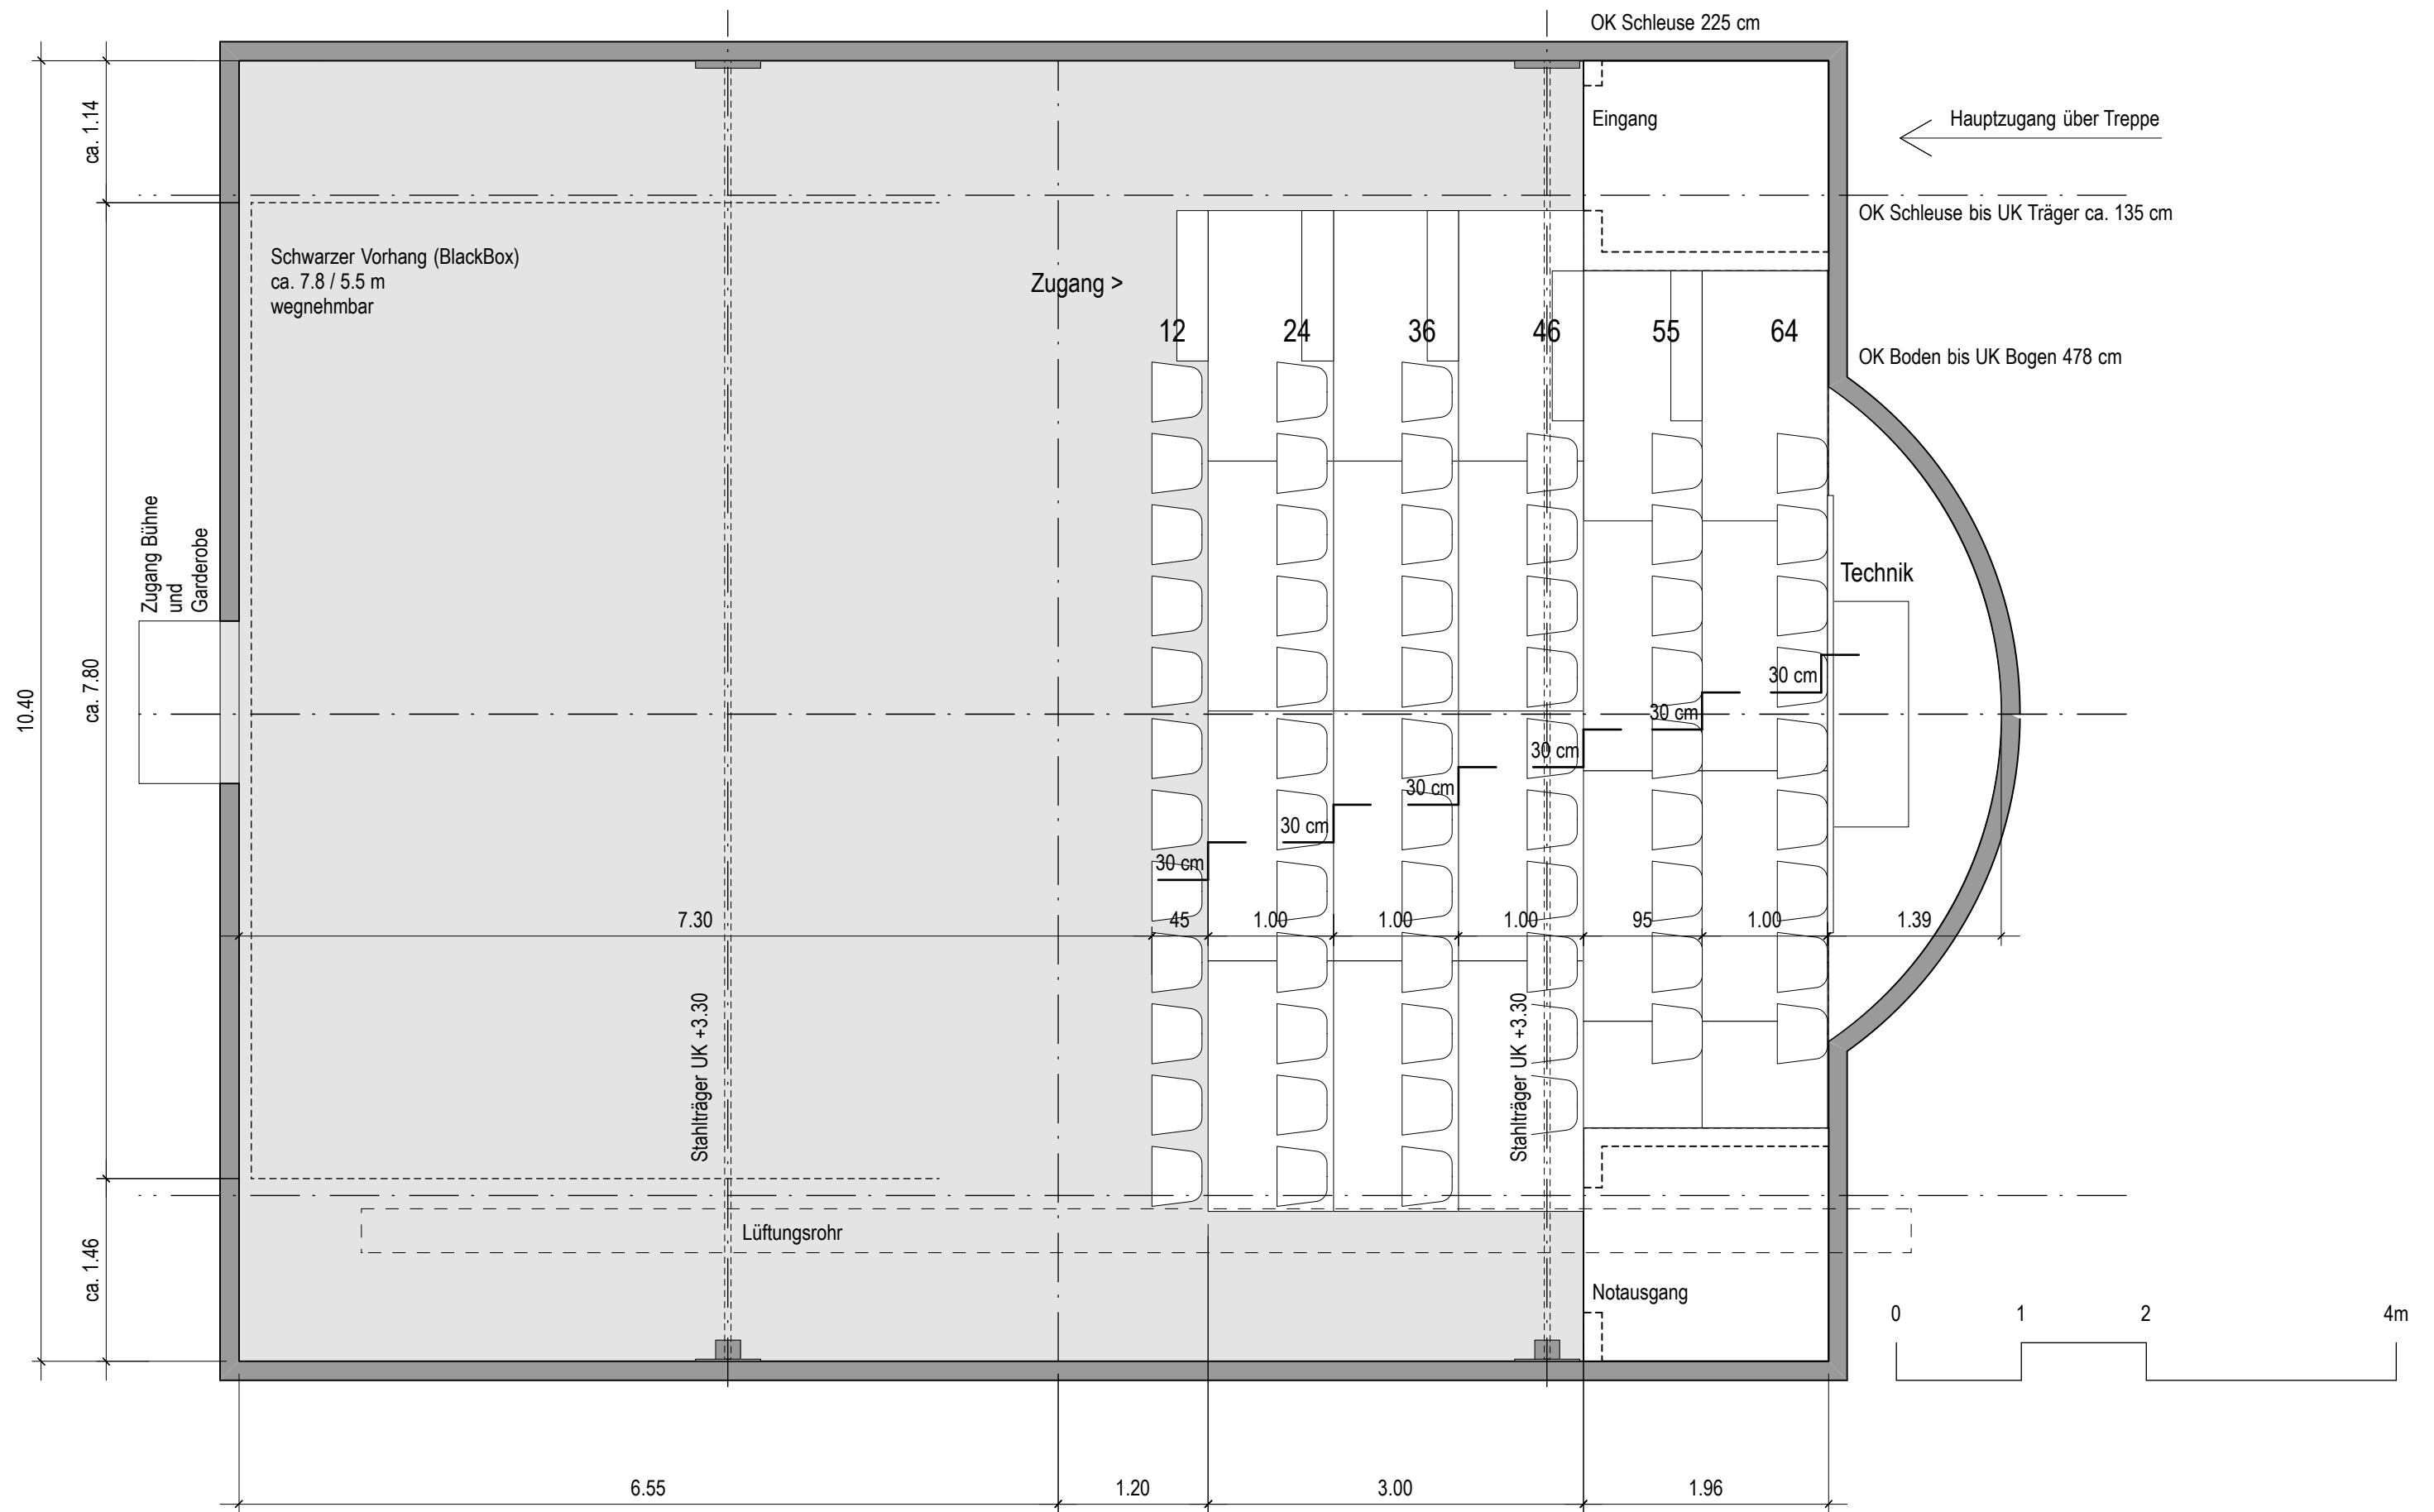 OK Schleuse 225 cm
ca. 1.14
Eingang
Hauptzugang über Treppe
OK Schleuse bis UK Träger ca. 135 cm
Schwarzer Vorhang (BlackBox)
ca. 7.8 / 5.5 m
wegnehmbar
Zugang >
12
24
36
46
55
64
OK Boden bis UK Bogen 478 cm
Zugang Bühne
und
Garderobe
Technik
10.40
ca. 7.80
30 cm
30 cm
30 cm
30 cm
30 cm
30 cm
7.30
45
1.00
1.00
1.00
95
1.00
1.39
Stahlträger UK +3.30
Stahlträger UK +3.30
Lüftungsrohr
ca. 1.46
Notausgang
0
1
2
4m
6.55
1.20
3.00
1.96